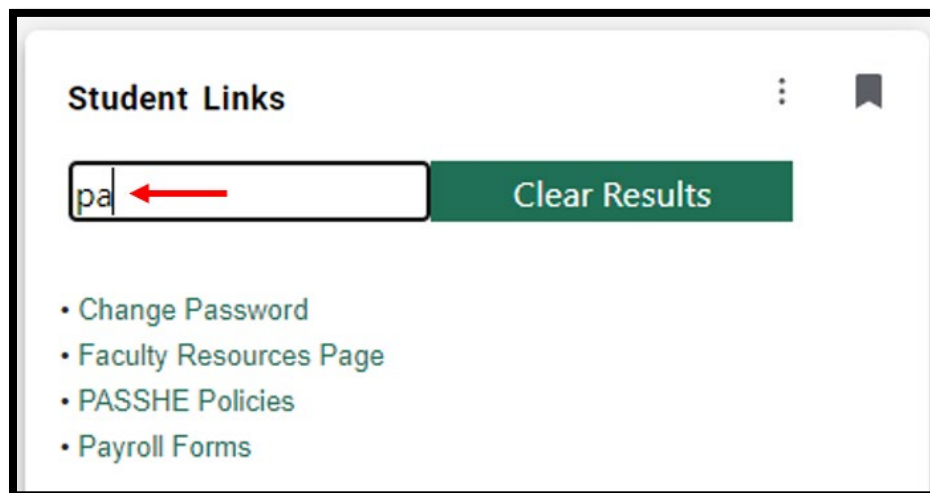 Student Links
pa
Clear Results
• Change Password
• Faculty Resources Page
• PASSHE Policies
• Payroll Forms